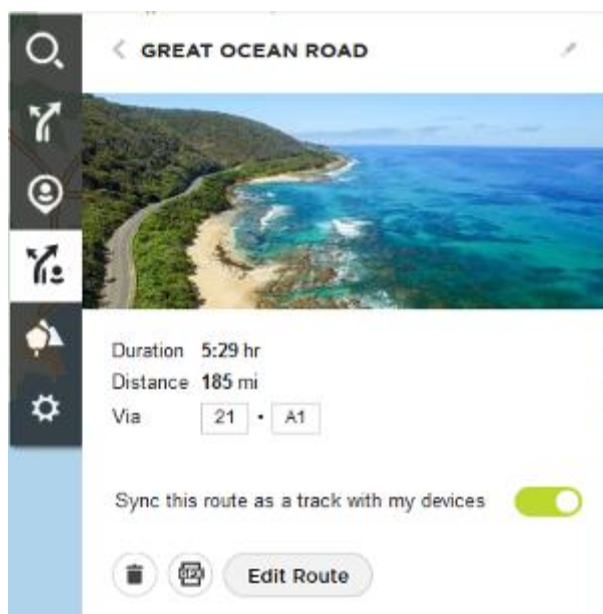 GREAT OCEAN ROAD
Duration 5:29 hr
Distance 185 mi
Via 21 • A1
Sync this route as a track with my devices
Edit Route